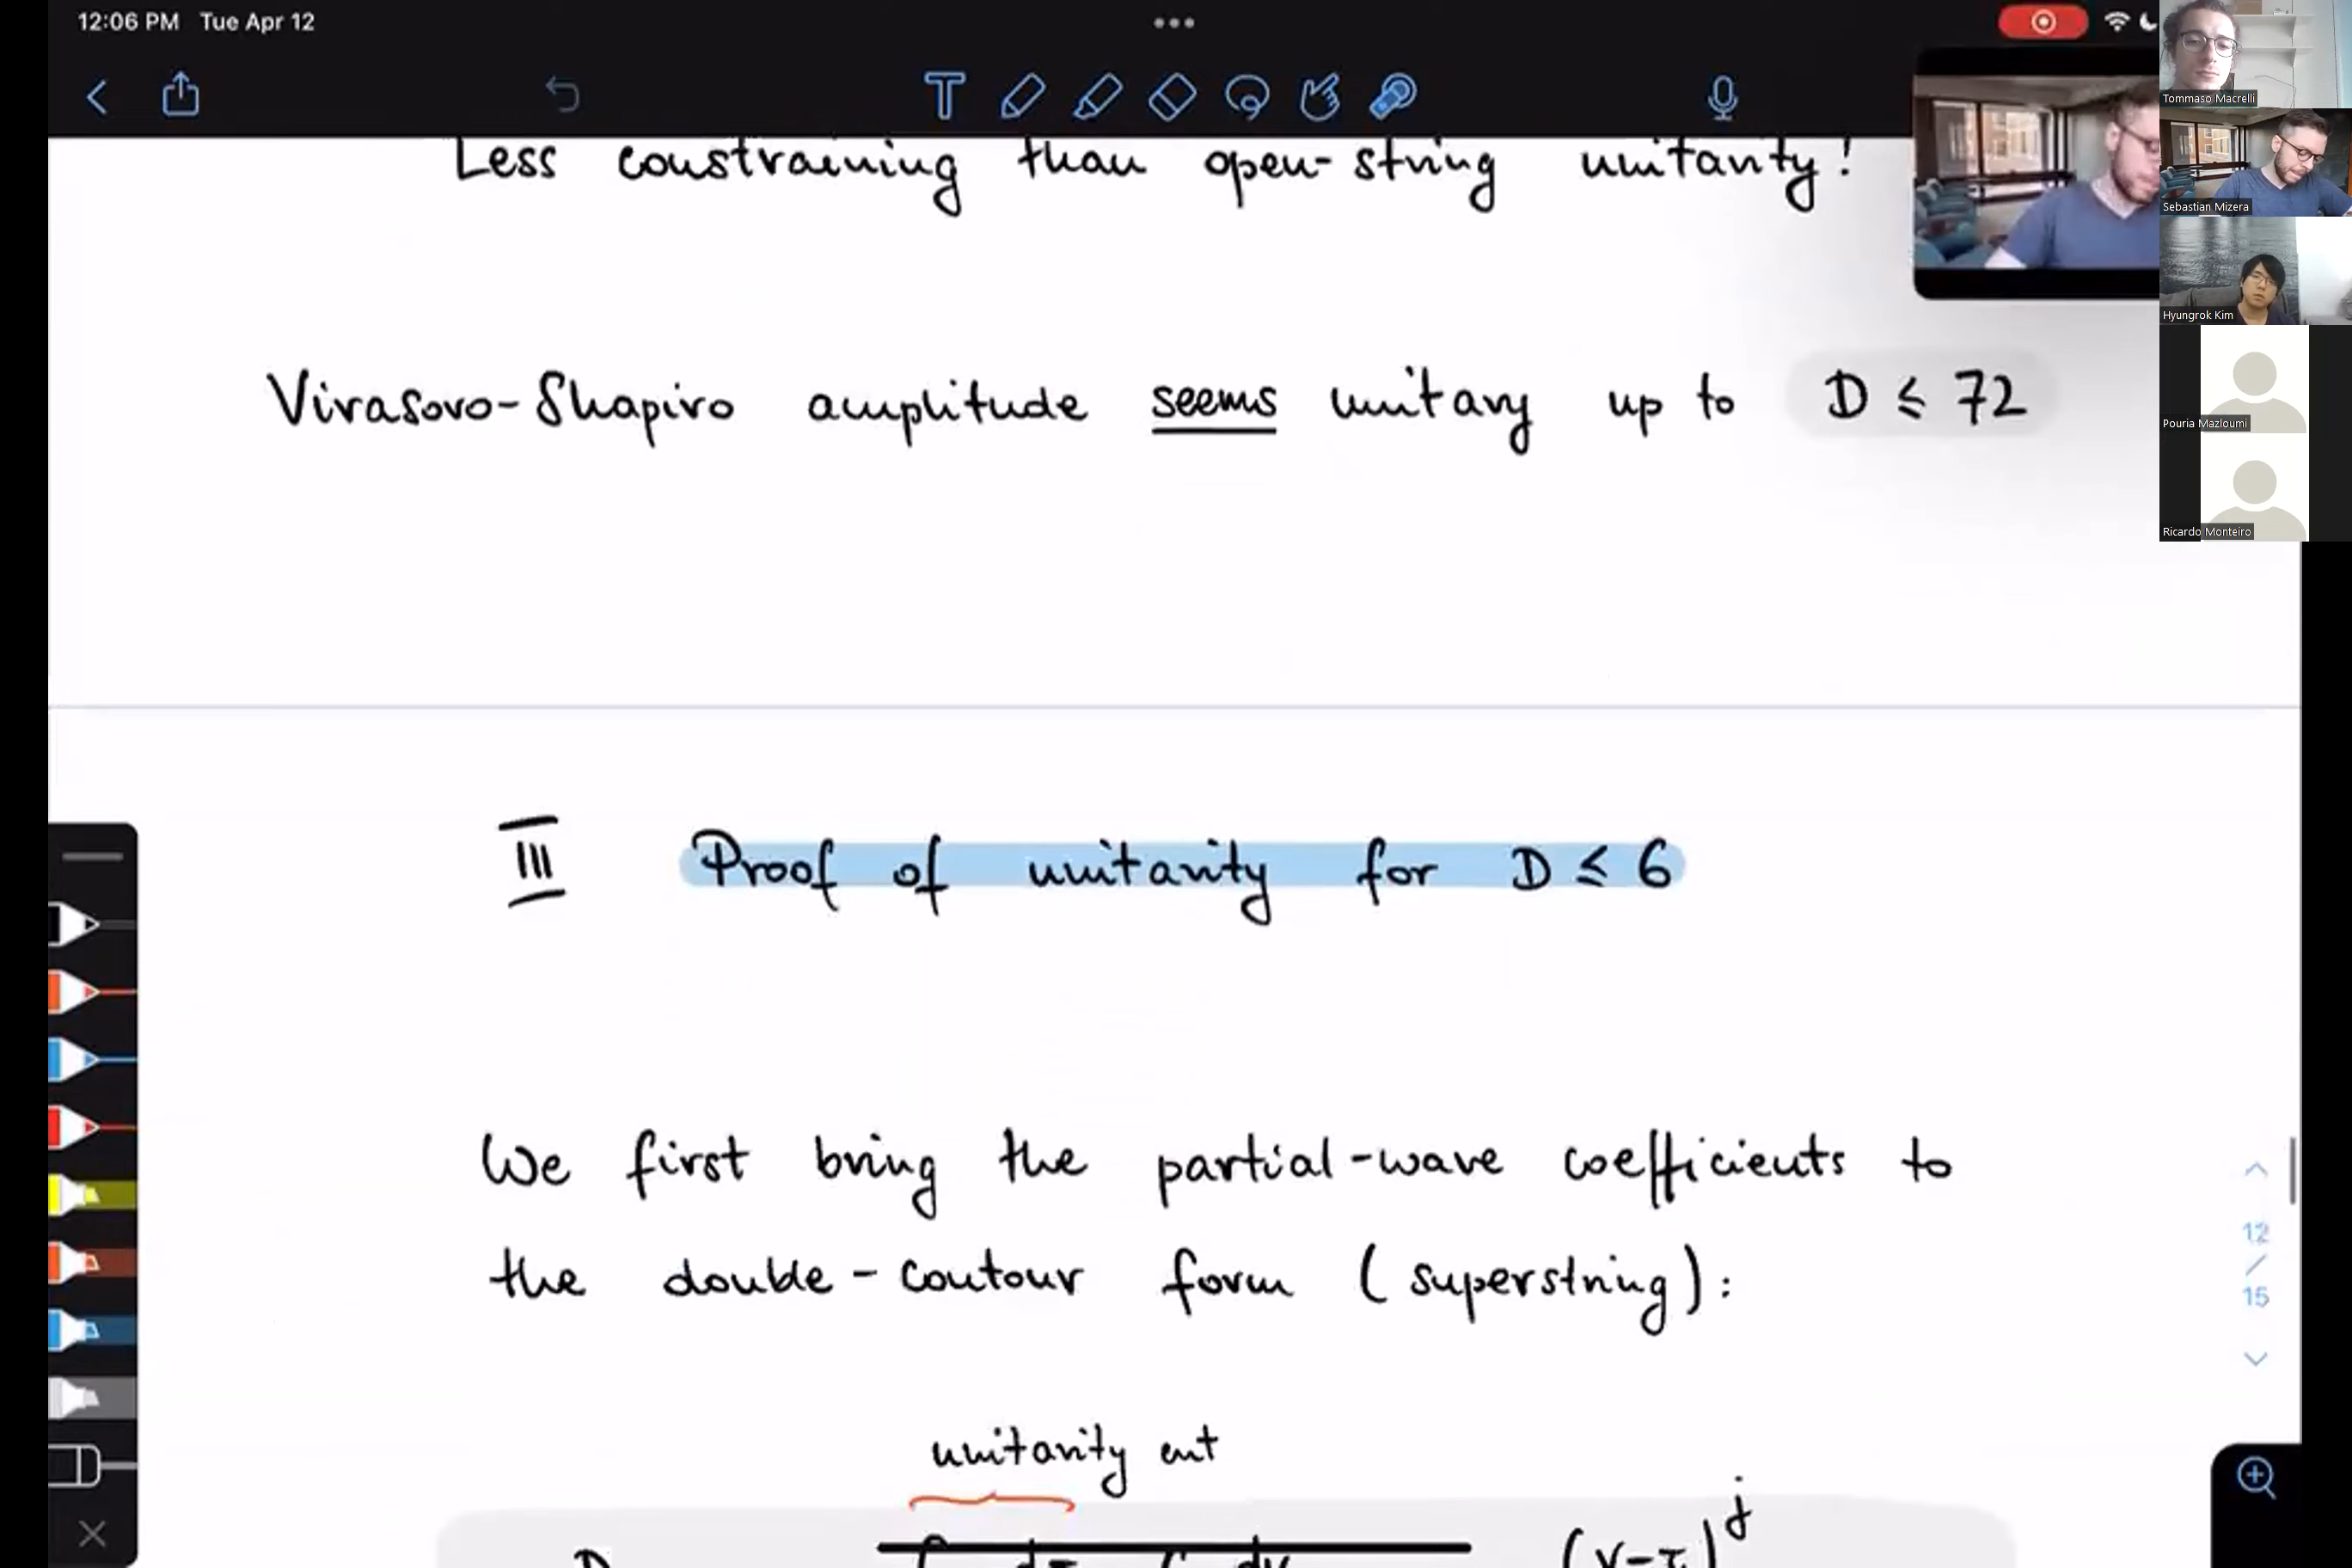 12:06 PM Tue Apr 12
Less constraining than open-string unitarity!
Tommaso Macrelli
Sebastian Mizera
Hyungrok Kim
Pouria Mazloumi
Ricardo Monteiro
Virasoro-Shapiro amplitude seems unitary up to D ≤ 72
III Proof of unitarity for D ≤ 6
We first bring the partial-wave coefficients to
the double-contour form (superstring):
12
/
15
unitarity cut